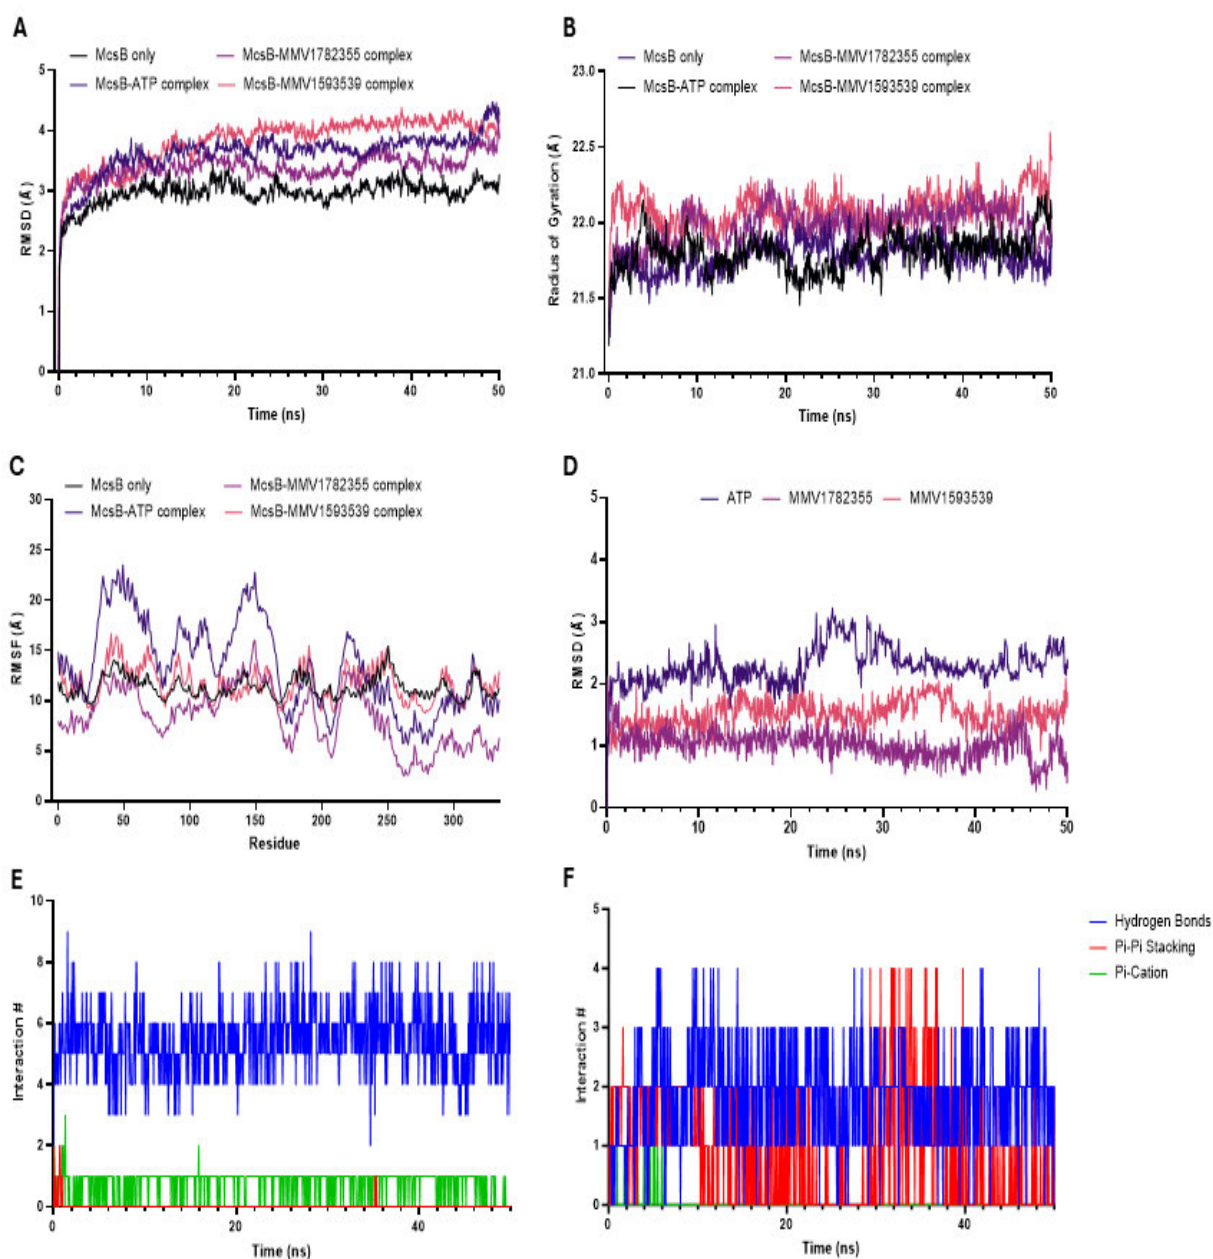 A
McsB only
McsB-MMV1782355 complex
McsB-ATP complex
McsB-MMV1593539 complex
5
4
3
2
1
0
RMSD (Å)
0 10 20 30 40 50
Time (ns)
B
McsB only
McsB-MMV1782355 complex
McsB-ATP complex
McsB-MMV1593539 complex
23.0
22.5
22.0
21.5
21.0
Radius of Gyration (Å)
0 10 20 30 40 50
Time (ns)
C
McsB only
McsB-MMV1782355 complex
McsB-ATP complex
McsB-MMV1593539 complex
30
25
20
15
10
5
0
RMSF (Å)
0 50 100 150 200 250 300
Residue
D
ATP MMV1782355 MMV1593539
5
4
3
2
1
0
RMSD (Å)
0 10 20 30 40 50
Time (ns)
E
10
8
6
4
2
0
Interaction #
0 20 40
Time (ns)
F
5
4
3
2
1
0
Interaction #
20 40
Time (ns)
Hydrogen Bonds
Pi-Pi Stacking
Pi-Cation